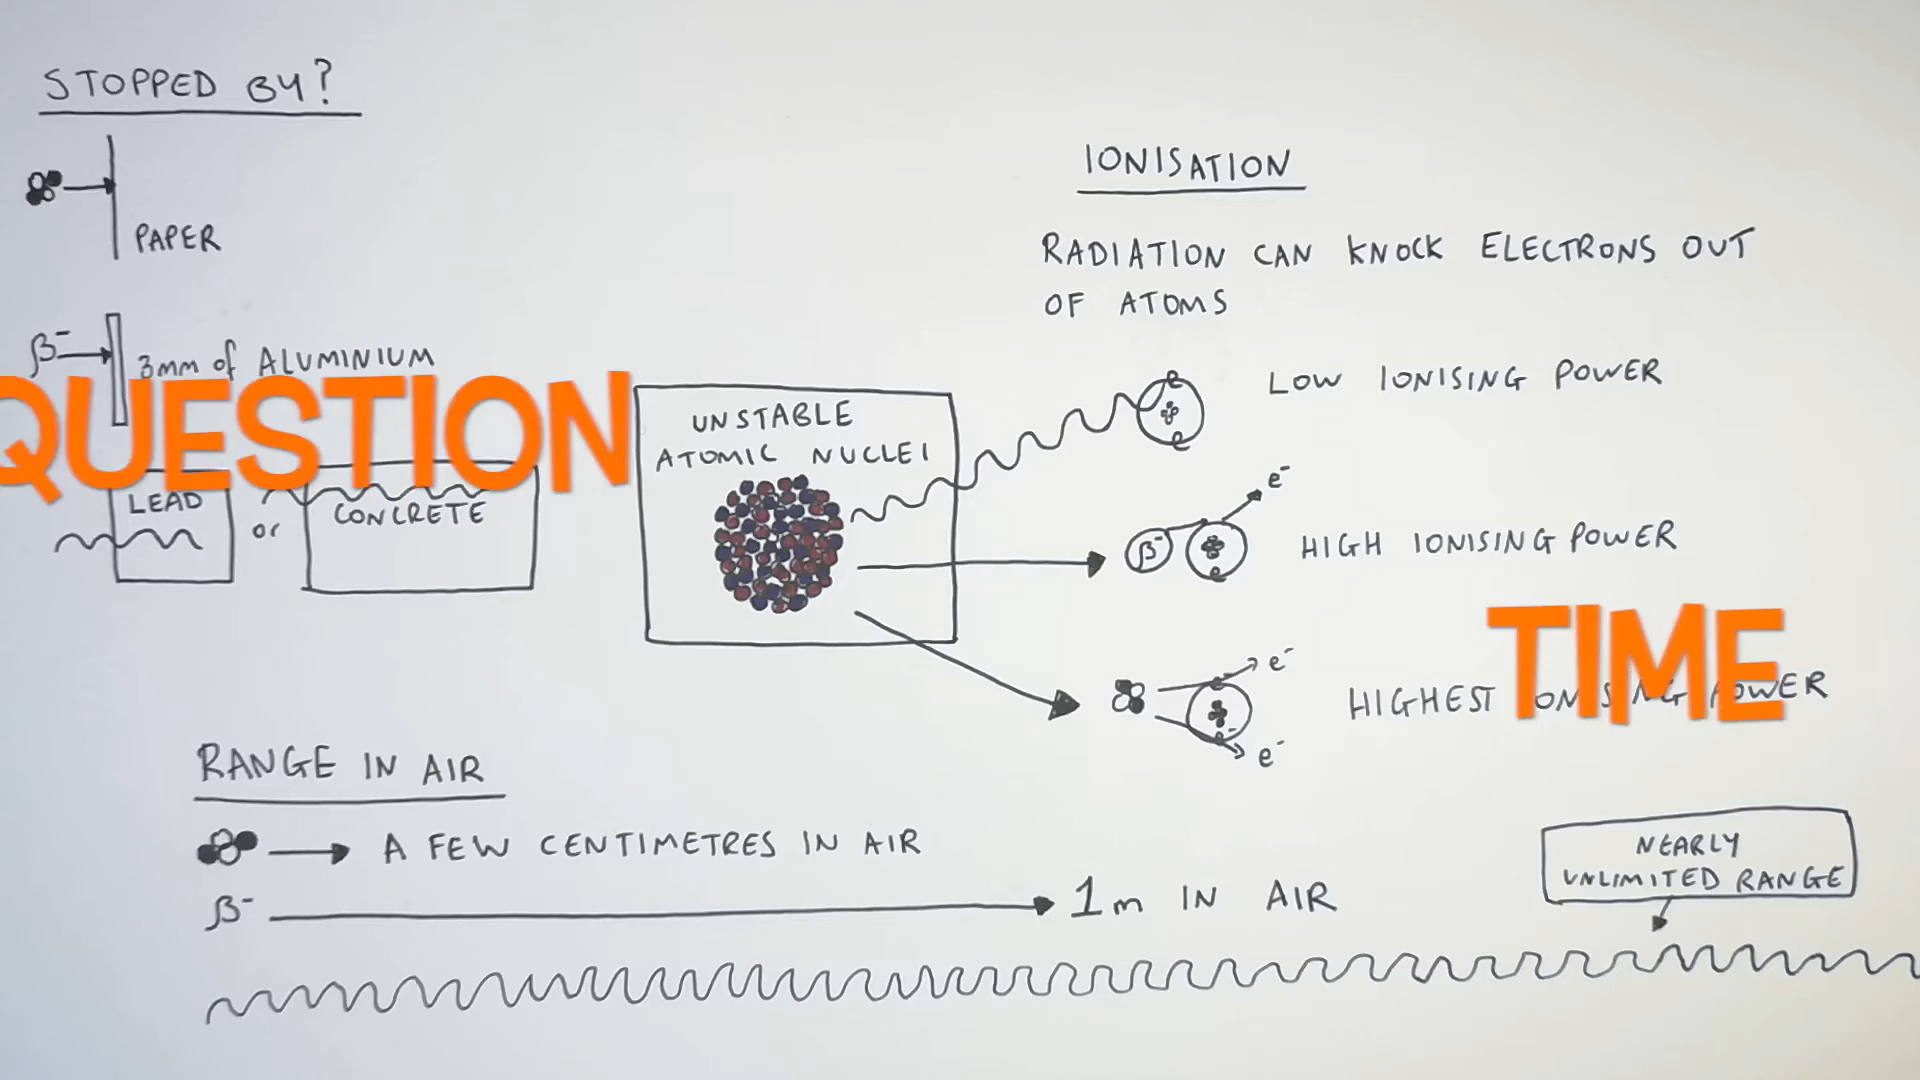 STOPPED BY?
PAPER
β-
3mm of ALUMINIUM
QUESTION
LEAD
or
CONCRETE
UNSTABLE
ATOMIC NUCLEI
IONISATION
RADIATION CAN KNOCK ELECTRONS OUT
OF ATOMS
e
e
LOW IONISING POWER
e-
β-
e
HIGH IONISING POWER
TIME
e-
e-
HIGHEST IONISING POWER
e-
RANGE IN AIR
A FEW CENTIMETRES IN AIR
β-
1m IN AIR
NEARLY
UNLIMITED RANGE